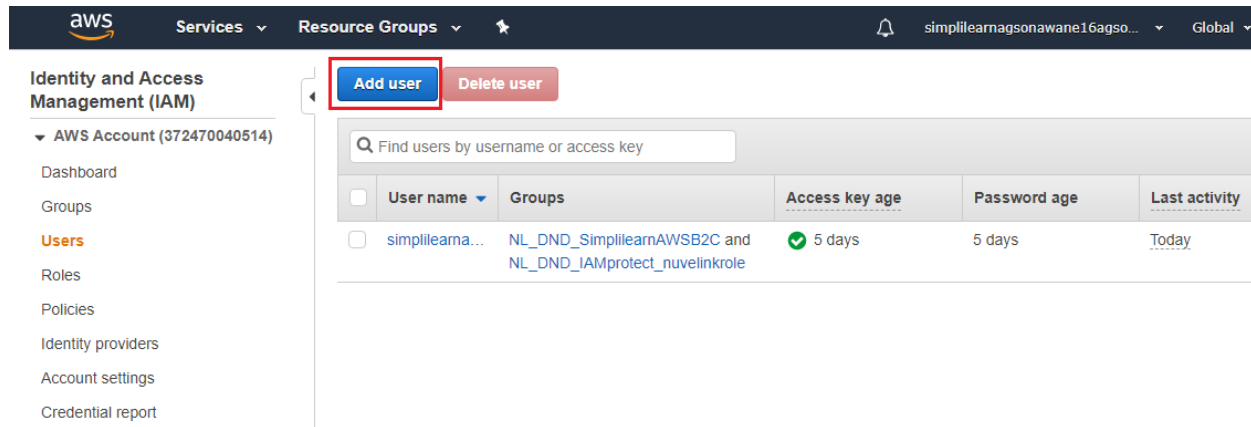 aws Services Resource Groups simplilearnagsonawane16agso... Global
Identity and Access
Management (IAM)
AWS Account (372470040514)
Dashboard
Groups
Users
Roles
Policies
Identity providers
Account settings
Credential report
Add user Delete user
Find users by username or access key
User name Groups Access key age Password age Last activity
simplilearna... NL_DND_SimplilearnAWSB2C and 5 days 5 days Today
NL_DND_IAMprotect_nuvelinkrole